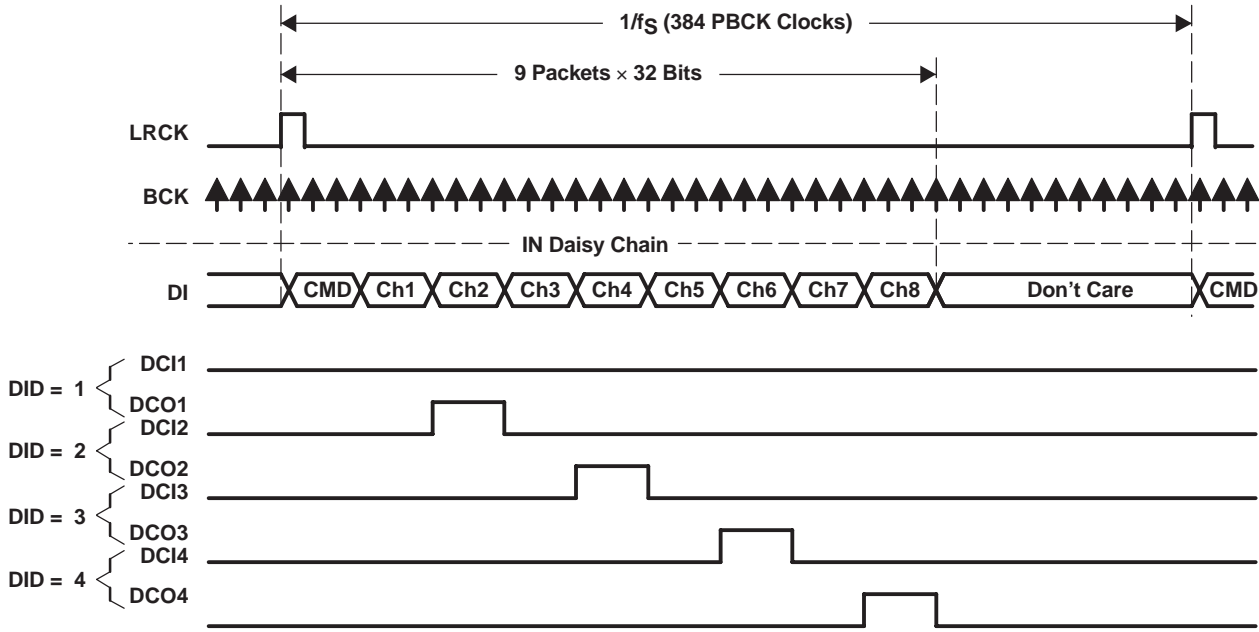 1/fS (384 PBCK Clocks)
9 Packets × 32 Bits
LRCK
BCK
IN Daisy Chain
DI CMD Ch1 Ch2 Ch3 Ch4 Ch5 Ch6 Ch7 Ch8 Don't Care CMD
DCI1
DID = 1
DCO1
DCI2
DID = 2
DCO2
DCI3
DID = 3
DCO3
DCI4
DID = 4
DCO4